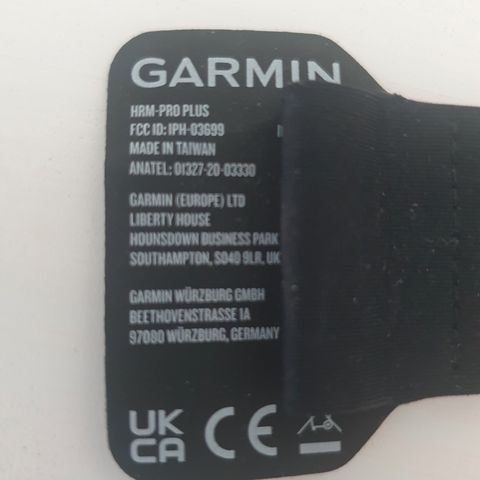 GARMIN
HRM-PRO PLUS
FCC ID: IPH-03699
MADE IN TAIWAN
ANATEL: 01327-20-03330
GARMIN (EUROPE) LTD
LIBERTY HOUSE
HOUNSDOWN BUSINESS PARK
SOUTHAMPTON, SO40 9LR, UK
GARMIN WÜRZBURG GMBH
BEETHOVENSTRASSE 1A
97080 WÜRZBURG, GERMANY
UK
CA CE